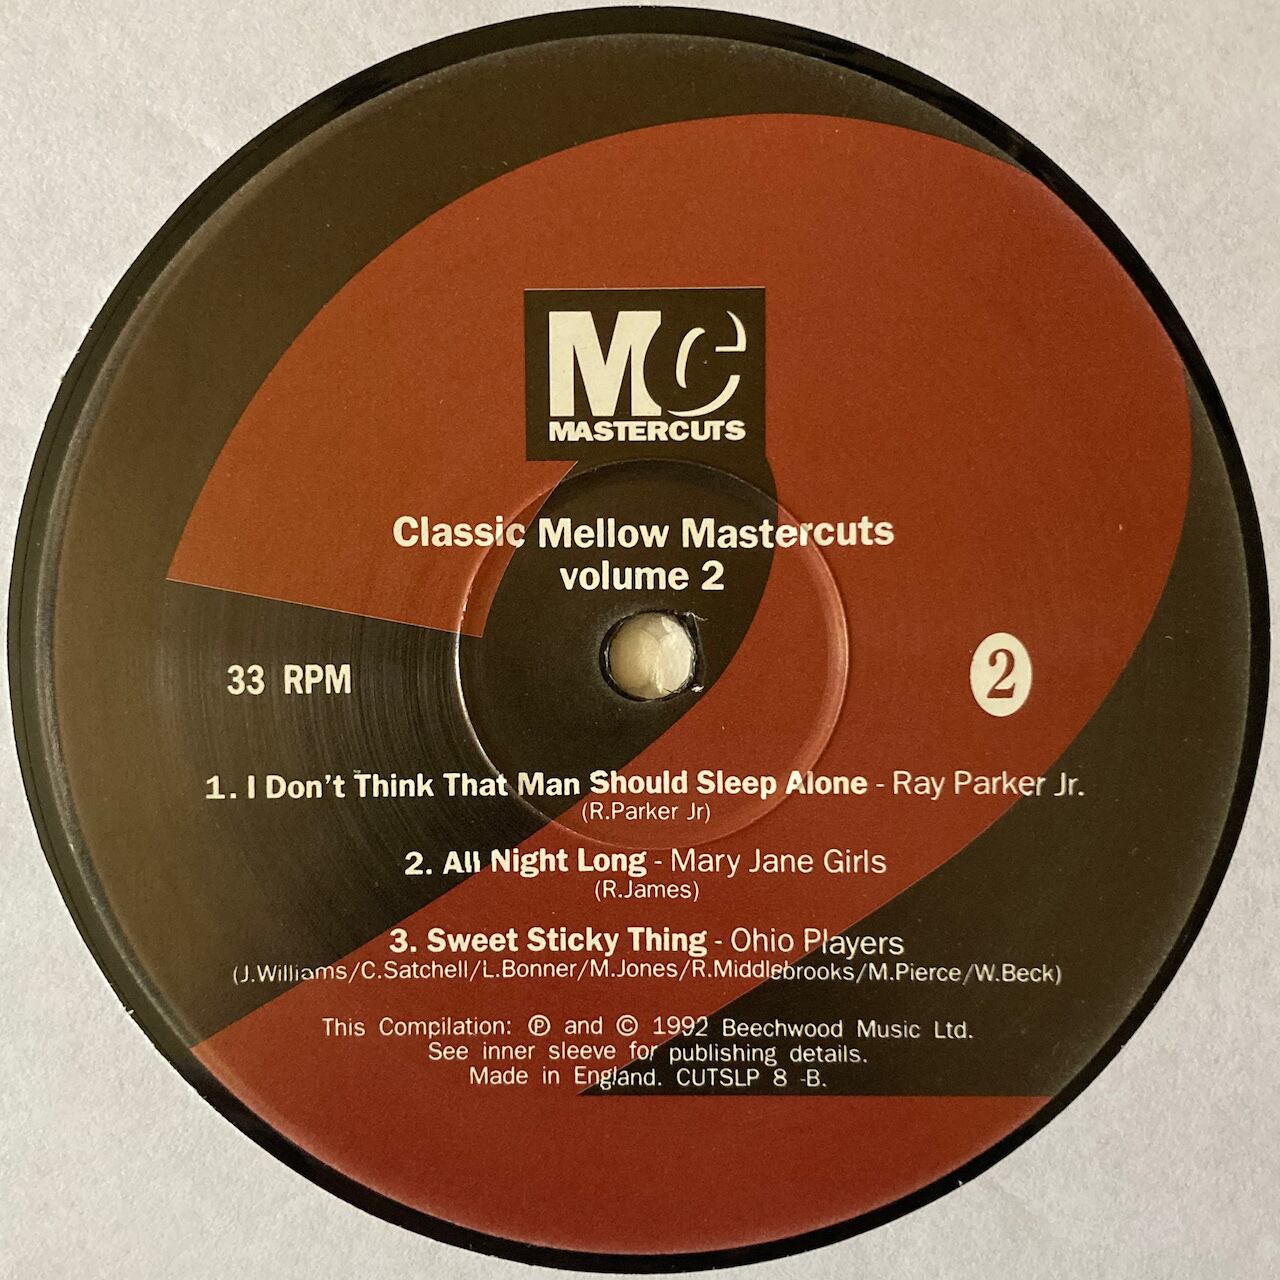 Mc
MASTERCUTS
Classic Mellow Mastercuts
volume 2
33 RPM
2
1. I Don't Think That Man Should Sleep Alone - Ray Parker Jr.
(R.Parker Jr)
2. All Night Long - Mary Jane Girls
(R.James)
3. Sweet Sticky Thing - Ohio Players
(J.Williams/C.Satchell/L.Bonner/M.Jones/R.Middlebrooks/M.Pierce/W.Beck)
This Compilation: ℗ and © 1992 Beechwood Music Ltd.
See inner sleeve for publishing details.
Made in England. CUTSLP 8 -B.